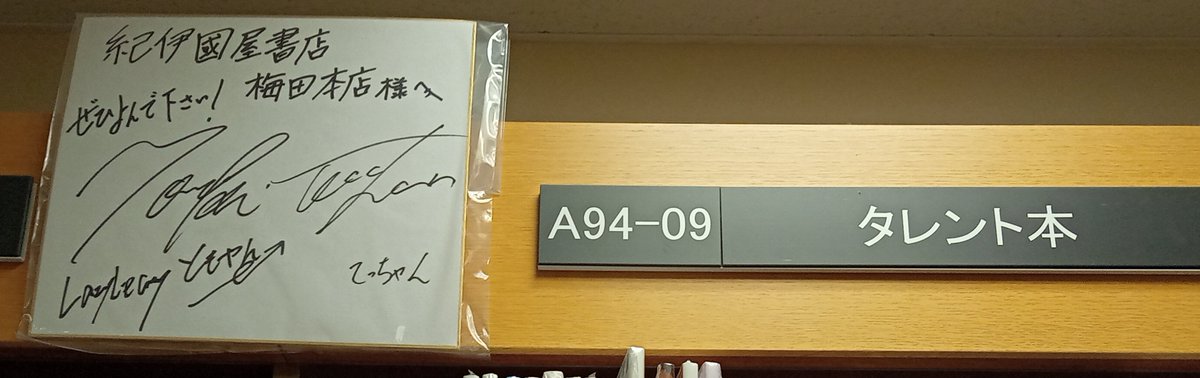 紀伊國屋書店
梅田本店様へ
ぜひよんで下さい!
てっちゃん
A94-09
タレント本